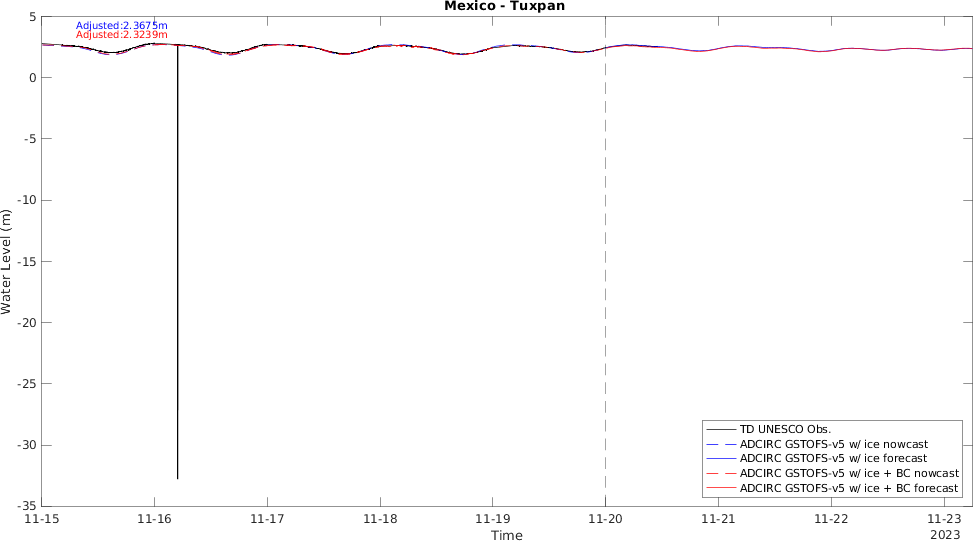 Mexico - Tuxpan
Adjusted:2.3675m
Adjusted:2.3239m
5
0
-5
-10
-15
-20
-25
-30
-35
Water Level (m)
TD UNESCO Obs.
ADCIRC GSTOFS-v5 w/ ice nowcast
ADCIRC GSTOFS-v5 w/ ice forecast
ADCIRC GSTOFS-v5 w/ ice + BC nowcast
ADCIRC GSTOFS-v5 w/ ice + BC forecast
11-15 11-16 11-17 11-18 11-19 11-20 11-21 11-22 11-23
Time
2023